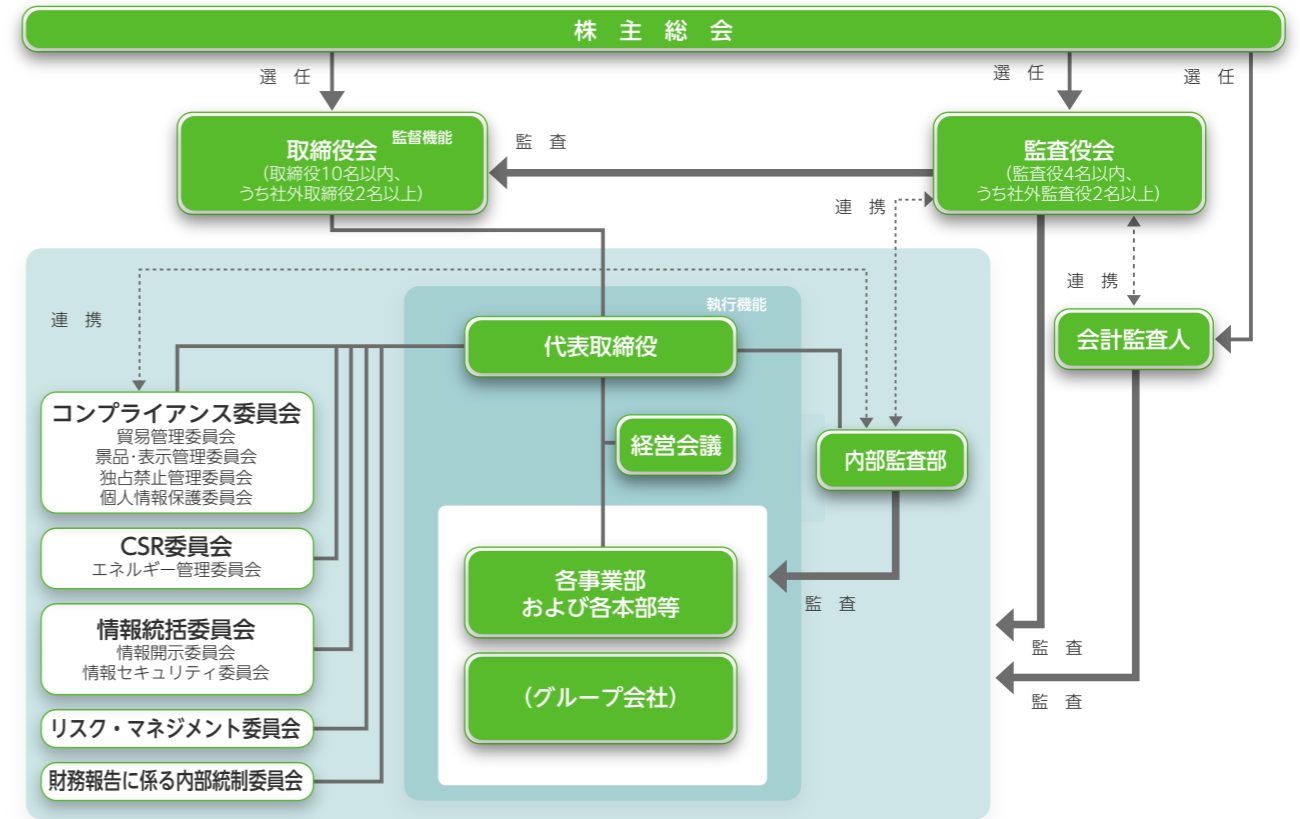 株 主 総 会
選 任
選 任
選 任
取締役会 監督機能
(取締役10名以内、
うち社外取締役2名以上)
監 査
監査役会
(監査役4名以内、
うち社外監査役2名以上)
連 携
連 携
執行機能
連 携
代表取締役
会計監査人
コンプライアンス委員会
貿易管理委員会
景品・表示管理委員会
独占禁止管理委員会
個人情報保護委員会
経営会議
内部監査部
CSR委員会
エネルギー管理委員会
各事業部
および各本部等
監 査
情報統括委員会
情報開示委員会
情報セキュリティ委員会
監 査
(グループ会社)
監 査
リスク・マネジメント委員会
財務報告に係る内部統制委員会